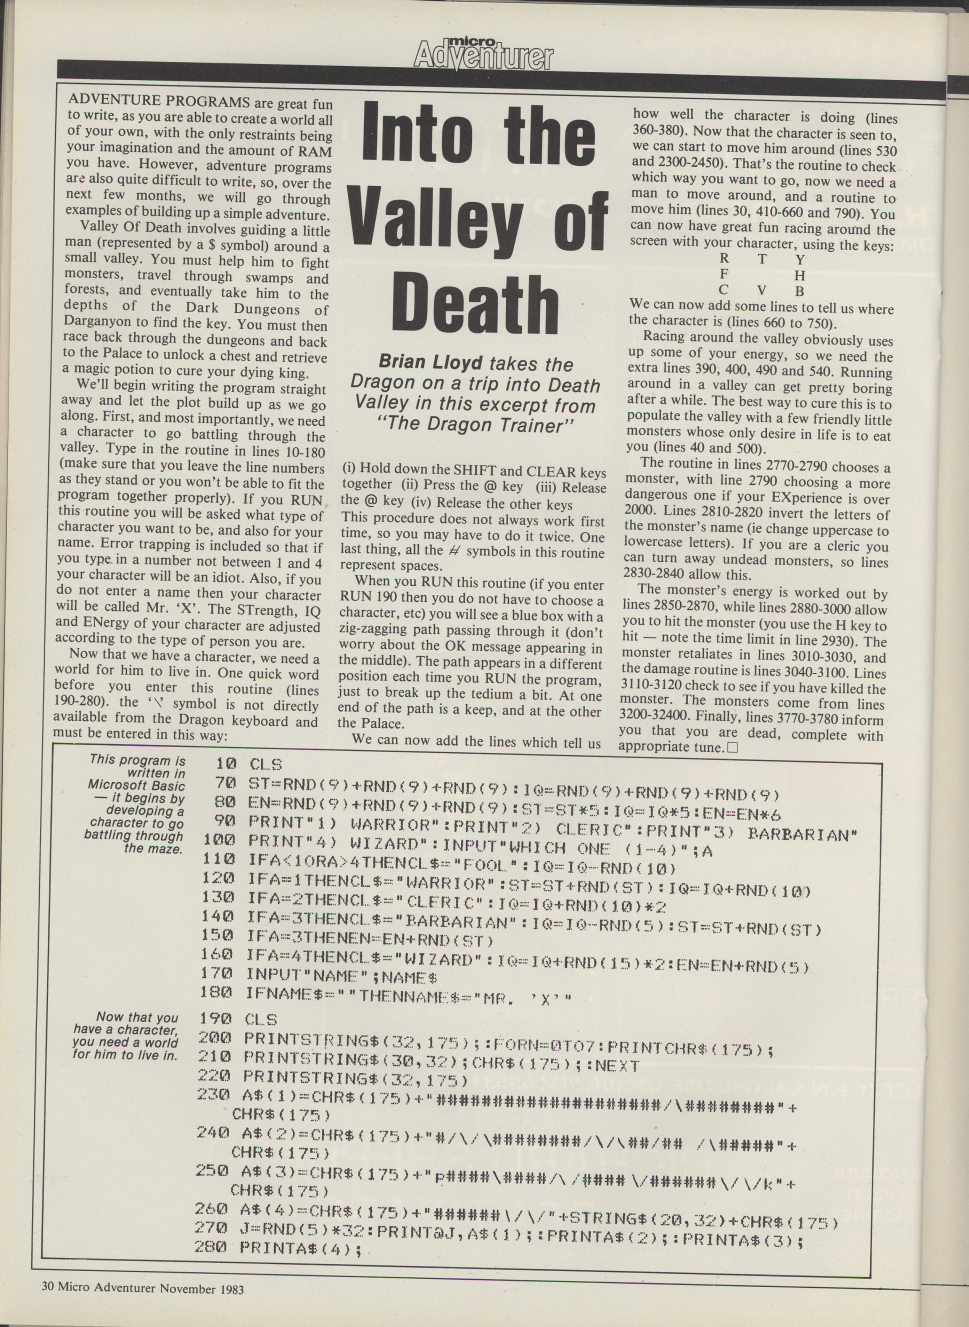 micro
Adventurer
ADVENTURE PROGRAMS are great fun
to write, as you are able to create a world all
of your own, with the only restraints being
your imagination and the amount of RAM
you have. However, adventure programs
are also quite difficult to write, so, over the
next few months, we will go through
examples of building up a simple adventure.
Valley Of Death involves guiding a little
man (represented by a $ symbol) around a
small valley. You must help him to fight
monsters, travel through swamps and
forests, and eventually take him to the
depths of the Dark Dungeons of
Darganyon to find the key. You must then
race back through the dungeons and back
to the Palace to unlock a chest and retrieve
a magic potion to cure your dying king.
We'll begin writing the program straight
away and let the plot build up as we go
along. First, and most importantly, we need
a character to go battling through the
valley. Type in the routine in lines 10-180
(make sure that you leave the line numbers
as they stand or you won't be able to fit the
program together properly). If you RUN
this routine you will be asked what type of
character you want to be, and also for your
name. Error trapping is included so that if
you type in a number not between 1 and 4
your character will be an idiot. Also, if you
do not enter a name then your character
will be called Mr. 'X'. The STrength, IQ
and ENergy of your character are adjusted
according to the type of person you are.
Now that we have a character, we need a
world for him to live in. One quick word
before you enter this routine (lines
190-280). the '\' symbol is not directly
available from the Dragon keyboard and
must be entered in this way:
Into the
Valley of
Death
Brian Lloyd takes the
Dragon on a trip into Death
Valley in this excerpt from
"The Dragon Trainer"
(i) Hold down the SHIFT and CLEAR keys
together (ii) Press the @ key (iii) Release
the @ key (iv) Release the other keys
This procedure does not always work first
time, so you may have to do it twice. One
last thing, all the # symbols in this routine
represent spaces.
When you RUN this routine (if you enter
RUN 190 then you do not have to choose a
character, etc) you will see a blue box with a
zig-zagging path passing through it (don't
worry about the OK message appearing in
the middle). The path appears in a different
position each time you RUN the program,
just to break up the tedium a bit. At one
end of the path is a keep, and at the other
the Palace.
We can now add the lines which tell us
how well the character is doing (lines
360-380). Now that the character is seen to,
we can start to move him around (lines 530
and 2300-2450). That's the routine to check
which way you want to go, now we need a
man to move around, and a routine to
move him (lines 30, 410-660 and 790). You
can now have great fun racing around the
screen with your character, using the keys:
R T Y
F H
C V B
We can now add some lines to tell us where
the character is (lines 660 to 750).
Racing around the valley obviously uses
up some of your energy, so we need the
extra lines 390, 400, 490 and 540. Running
around in a valley can get pretty boring
after a while. The best way to cure this is to
populate the valley with a few friendly little
monsters whose only desire in life is to eat
you (lines 40 and 500).
The routine in lines 2770-2790 chooses a
monster, with line 2790 choosing a more
dangerous one if your EXperience is over
2000. Lines 2810-2820 invert the letters of
the monster's name (ie change uppercase to
lowercase letters). If you are a cleric you
can turn away undead monsters, so lines
2830-2840 allow this.
The monster's energy is worked out by
lines 2850-2870, while lines 2880-3000 allow
you to hit the monster (you use the H key to
hit — note the time limit in line 2930). The
monster retaliates in lines 3010-3030, and
the damage routine is lines 3040-3100. Lines
3110-3120 check to see if you have killed the
monster. The monsters come from lines
3200-32400. Finally, lines 3770-3780 inform
you that you are dead, complete with
appropriate tune.□
This program is
written in
Microsoft Basic
— it begins by
developing a
character to go
battling through
the maze.
10 CLS
70 ST=RND(9)+RND(9)+RND(9):IQ=RND(9)+RND(9)+RND(9)
80 EN=RND(9)+RND(9)+RND(9):ST=ST*5:IQ=IQ*5:EN=EN*6
90 PRINT"1) WARRIOR":PRINT"2) CLERIC":PRINT"3) BARBARIAN"
100 PRINT"4) WIZARD":INPUT"WHICH ONE (1-4)";A
110 IFA<1ORA>4THENCL$="FOOL":IQ=IQ-RND(10)
120 IFA=1THENCL$="WARRIOR":ST=ST+RND(ST):IQ=IQ+RND(10)
130 IFA=2THENCL$="CLERIC":IQ=IQ+RND(10)*2
140 IFA=3THENCL$="BARBARIAN":IQ=IQ-RND(5):ST=ST+RND(ST)
150 IFA=3THENEN=EN+RND(ST)
160 IFA=4THENCL$="WIZARD":IQ=IQ+RND(15)*2:EN=EN+RND(5)
170 INPUT"NAME";NAME$
180 IFNAME$=""THENNAME$="MR. 'X'"
Now that you
have a character,
you need a world
for him to live in.
190 CLS
200 PRINTSTRING$(32,175);:FORN=0TO7:PRINTCHR$(175);
210 PRINTSTRING$(30,32);CHR$(175);:NEXT
220 PRINTSTRING$(32,175)
230 A$(1)=CHR$(175)+"####################/\########"+
CHR$(175)
240 A$(2)=CHR$(175)+"#/\/\########/\/\##/## /\#####"+
CHR$(175)
250 A$(3)=CHR$(175)+"p####\####/\ /#### \/######\/ \/k"+
CHR$(175)
260 A$(4)=CHR$(175)+"######\/\/"+STRING$(20,32)+CHR$(175)
270 J=RND(5)*32:PRINT@J,A$(1);:PRINTA$(2);:PRINTA$(3);
280 PRINTA$(4);
30 Micro Adventurer November 1983